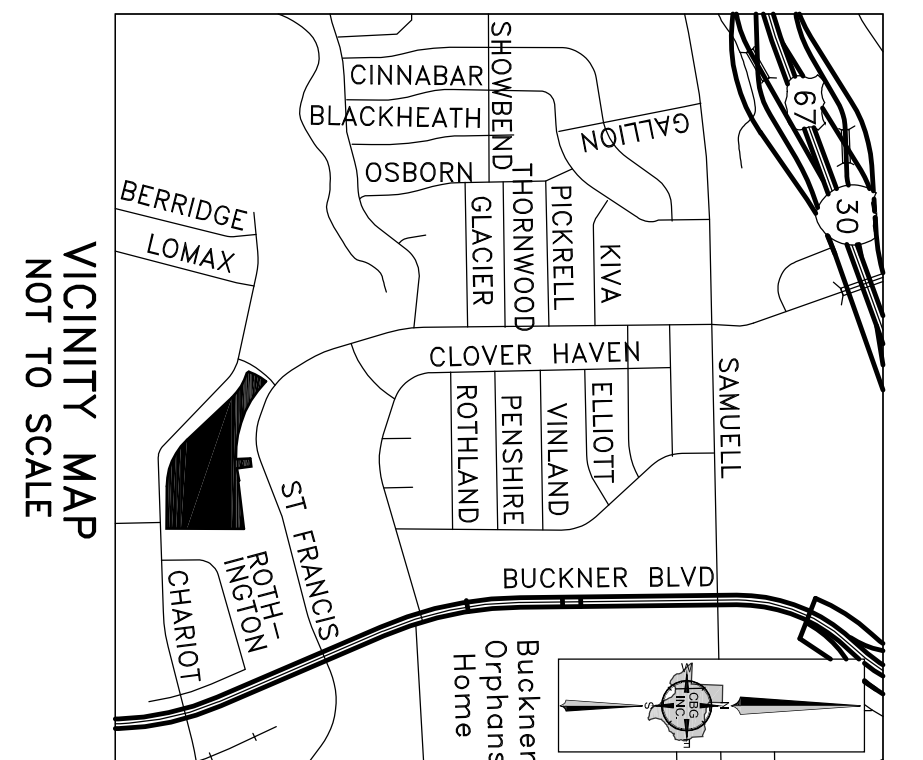 SHOWBEND
CINNABAR
BLACKHEATH
OSBORN
GALLION
67
30
BERRIDGE
LOMAX
GLACIER
THORNWOOD
PICKRELL
KIVA
VICINITY MAP
NOT TO SCALE
CLOVER HAVEN
SAMUELL
ROTHLAND
PENSHIRE
VINLAND
ELLIOTT
ST FRANCIS
ROTH-
INGTON
CHARIOT
BUCKNER BLVD
Buckner
Orphans
Home
N
W
CBG
INC.
E
S